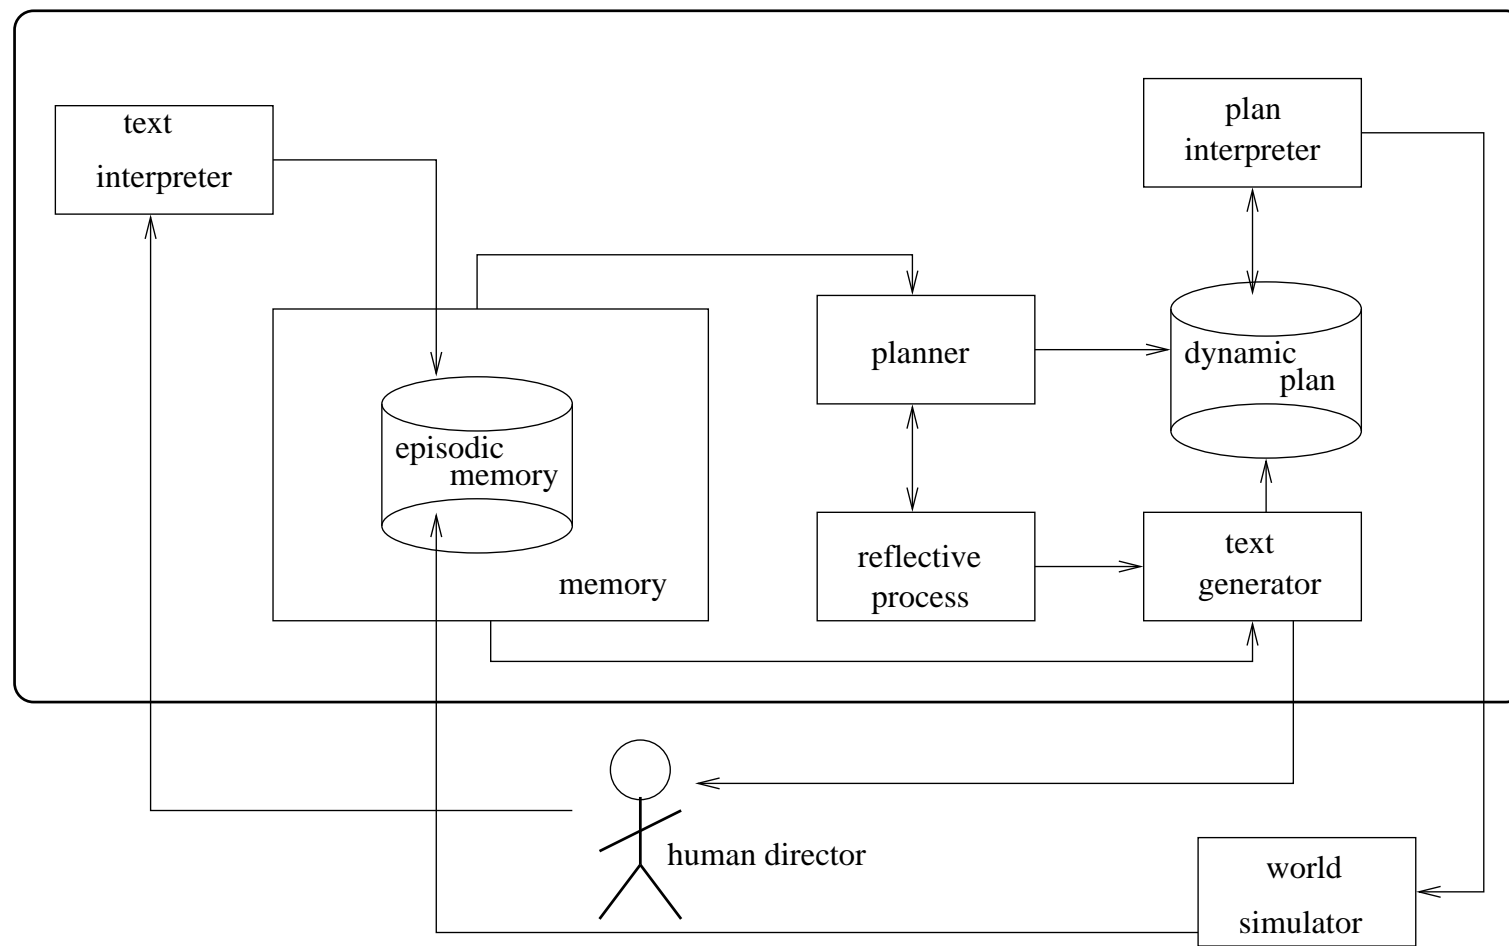 text
interpreter
plan
interpreter
planner
dynamic
plan
episodic
memory
memory
reflective
process
text
generator
human director
world
simulator